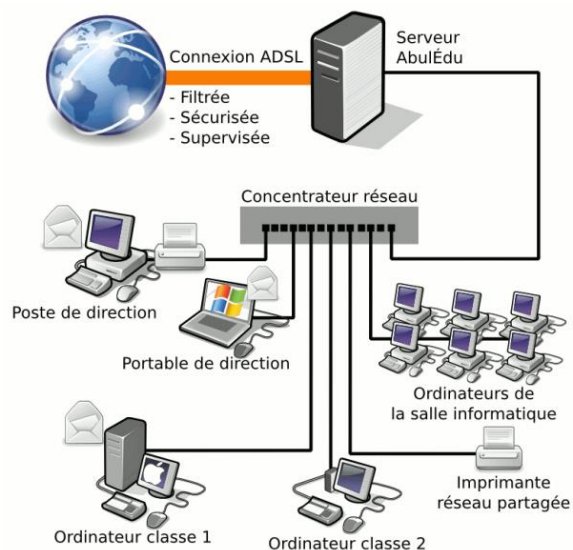 Connexion ADSL
- Filtrée
- Sécurisée
- Supervisée
Serveur
AbulÉdu
Concentrateur réseau
Poste de direction
Portable de direction
Ordinateurs de
la salle informatique
Imprimante
réseau partagée
Ordinateur classe 1
Ordinateur classe 2